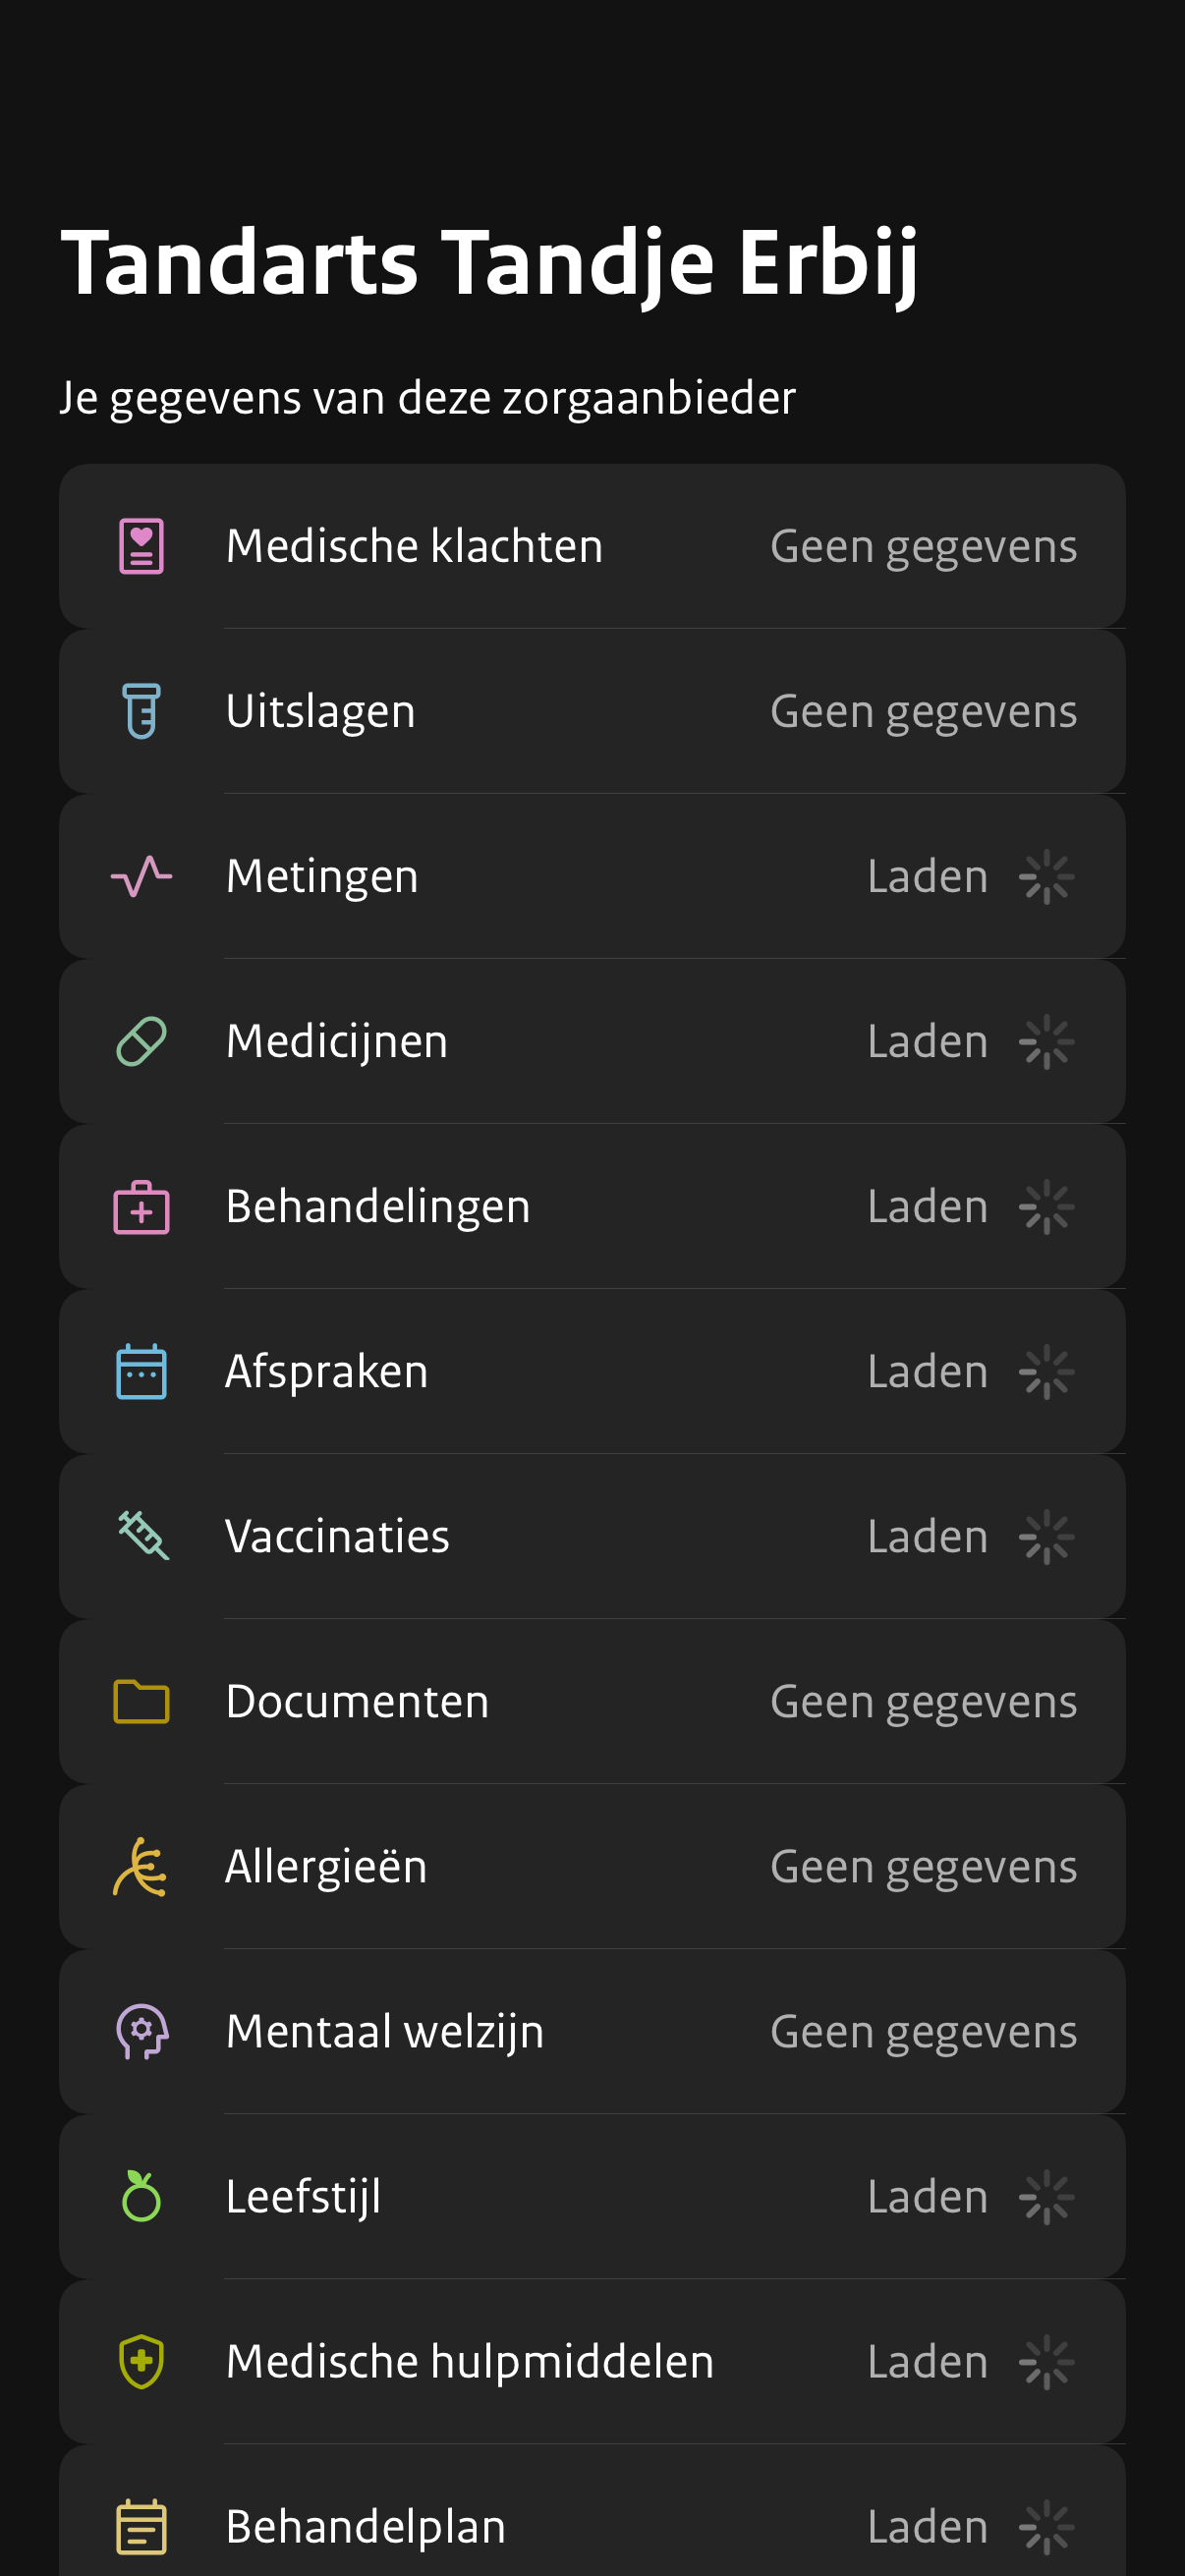 Tandarts Tandje Erbij
Je gegevens van deze zorgaanbieder
Medische klachten Geen gegevens
Uitslagen Geen gegevens
Metingen Laden
Medicijnen Laden
Behandelingen Laden
Afspraken Laden
Vaccinaties Laden
Documenten Geen gegevens
Allergieën Geen gegevens
Mentaal welzijn Geen gegevens
Leefstijl Laden
Medische hulpmiddelen Laden
Behandelplan Laden